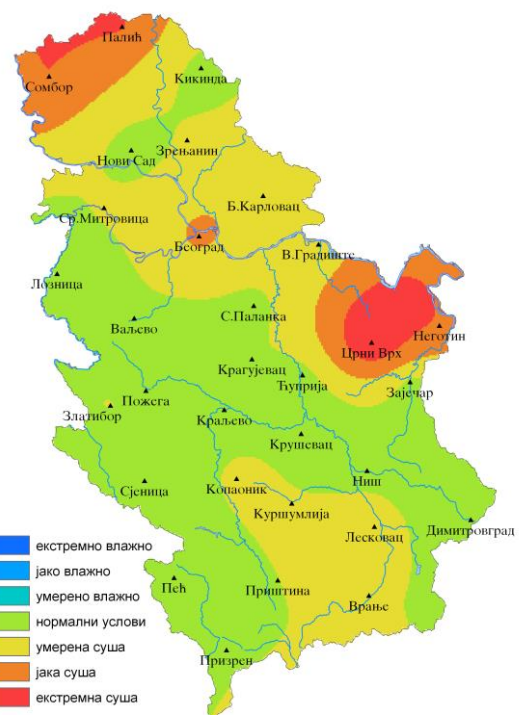 Палић
Сомбор
Кикинда
Зрењанин
Нови Сад
Б.Карловац
Ср.Митровица
Београд
В.Градиште
Лозница
Ваљево
С.Паланка
Неготин
Црни Врх
Крагујевац
Ћуприја
Зајечар
Пожега
Златибор
Краљево
Крушевац
Ниш
Сјеница
Копаоник
Куршумлија
Лесковац
Димитровград
Пећ
Приштина
Врање
Призрен
екстремно влажно
јако влажно
умерено влажно
нормални услови
умерена суша
јака суша
екстремна суша